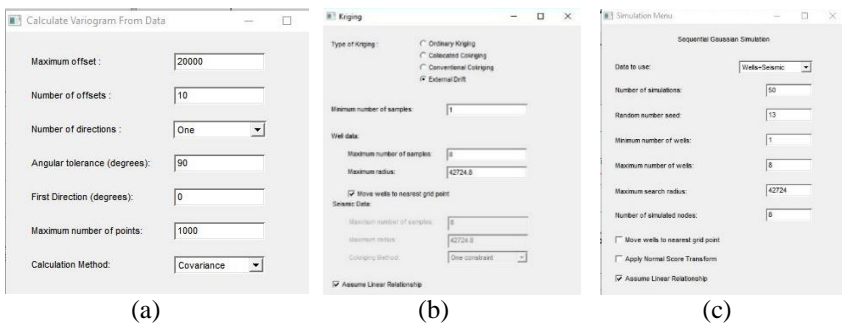 Calculate Variogram From Data
Maximum offset :
20000
Number of offsets :
10
Number of directions :
One
Angular tolerance (degrees):
90
First Direction (degrees):
0
Maximum number of points:
1000
Calculation Method:
Covariance
(a)
Kriging
Type of Kriging :
Ordinary Kriging
Collocated Cokriging
Conventional Cokriging
External Drift
Minimum number of samples:
1
Well data:
Maximum number of samples:
8
Maximum radius:
42724.8
Move wells to nearest grid point
Seismic Data:
Maximum number of samples:
8
Maximum radius:
42724.8
Cokriging Method:
One constraint
Assume Linear Relationship
(b)
Simulation Menu
Sequential Gaussian Simulation
Data to use:
Wells+Seismic
Number of simulations:
50
Random number seed:
13
Minimum number of wells:
1
Maximum number of wells:
8
Maximum search radius:
42724
Number of simulated nodes:
8
Move wells to nearest grid point
Apply Normal Score Transform
Assume Linear Relationship
(c)